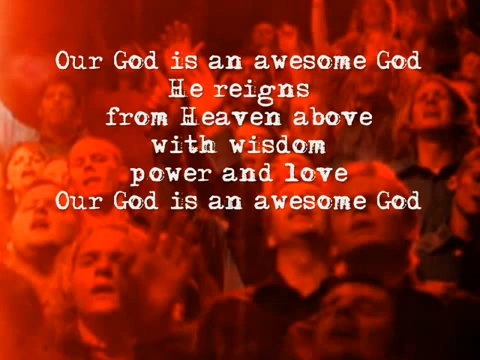 Our God is an awesome God
He reigns
from Heaven above
with wisdom
power and love
Our God is an awesome God